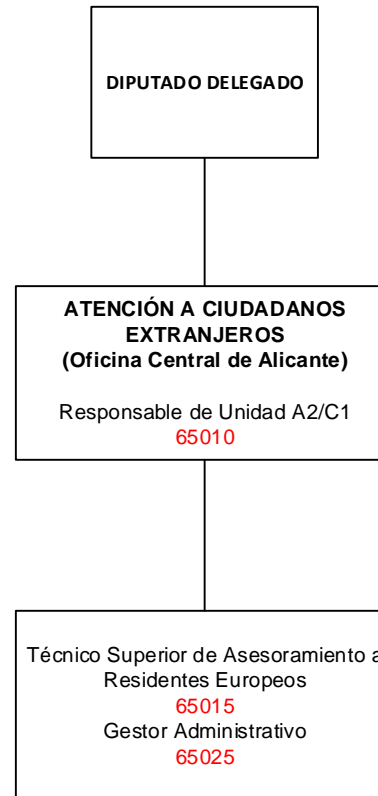 DIPUTADO DELEGADO
ATENCIÓN A CIUDADANOS
EXTRANJEROS
(Oficina Central de Alicante)
Responsable de Unidad A2/C1
65010
Técnico Superior de Asesoramiento a
Residentes Europeos
65015
Gestor Administrativo
65025